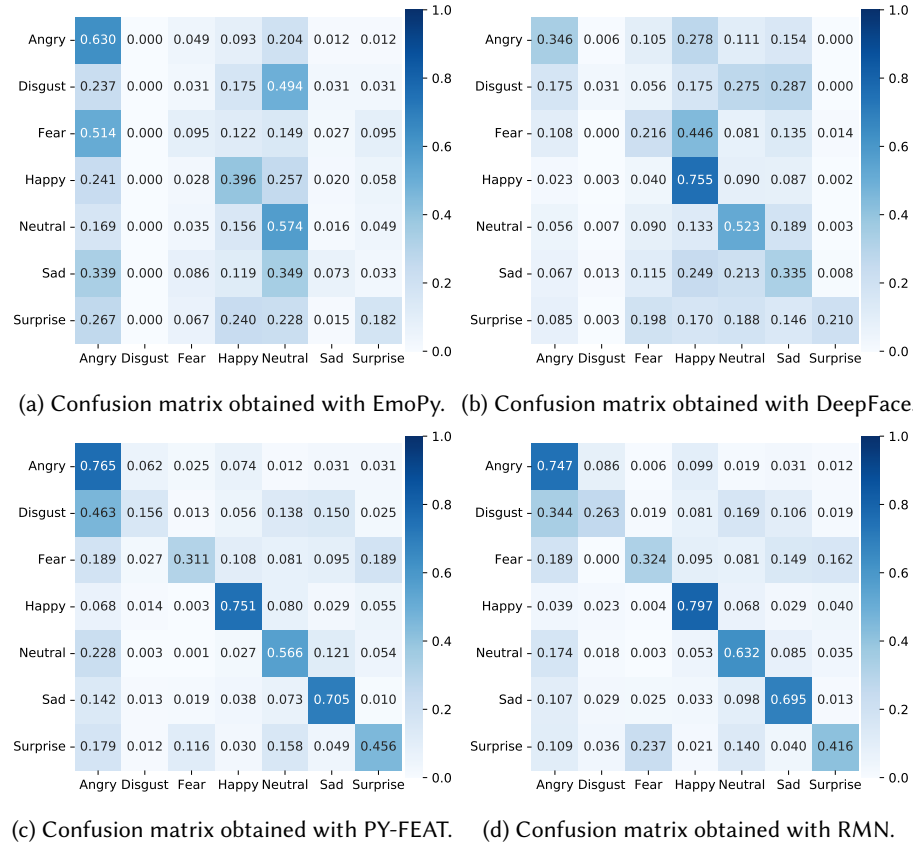 1.0
Angry 0.630 0.000 0.049 0.093 0.204 0.012 0.012
Disgust 0.237 0.000 0.031 0.175 0.494 0.031 0.031
0.8
Fear 0.514 0.000 0.095 0.122 0.149 0.027 0.095
0.6
Happy 0.241 0.000 0.028 0.396 0.257 0.020 0.058
Neutral 0.169 0.000 0.035 0.156 0.574 0.016 0.049
0.4
Sad 0.339 0.000 0.086 0.119 0.349 0.073 0.033
0.2
Surprise 0.267 0.000 0.067 0.240 0.228 0.015 0.182
0.0
Angry Disgust Fear Happy Neutral Sad Surprise
(a) Confusion matrix obtained with EmoPy.
1.0
Angry 0.346 0.006 0.105 0.278 0.111 0.154 0.000
Disgust 0.175 0.031 0.056 0.175 0.275 0.287 0.000
0.8
Fear 0.108 0.000 0.216 0.446 0.081 0.135 0.014
0.6
Happy 0.023 0.003 0.040 0.755 0.090 0.087 0.002
Neutral 0.056 0.007 0.090 0.133 0.523 0.189 0.003
0.4
Sad 0.067 0.013 0.115 0.249 0.213 0.335 0.008
0.2
Surprise 0.085 0.003 0.198 0.170 0.188 0.146 0.210
0.0
Angry Disgust Fear Happy Neutral Sad Surprise
(b) Confusion matrix obtained with DeepFace.
1.0
Angry 0.765 0.062 0.025 0.074 0.012 0.031 0.031
Disgust 0.463 0.156 0.013 0.056 0.138 0.150 0.025
0.8
Fear 0.189 0.027 0.311 0.108 0.081 0.095 0.189
0.6
Happy 0.068 0.014 0.003 0.751 0.080 0.029 0.055
Neutral 0.228 0.003 0.001 0.027 0.566 0.121 0.054
0.4
Sad 0.142 0.013 0.019 0.038 0.073 0.705 0.010
0.2
Surprise 0.179 0.012 0.116 0.030 0.158 0.049 0.456
0.0
Angry Disgust Fear Happy Neutral Sad Surprise
(c) Confusion matrix obtained with PY-FEAT.
1.0
Angry 0.747 0.086 0.006 0.099 0.019 0.031 0.012
Disgust 0.344 0.263 0.019 0.081 0.169 0.106 0.019
0.8
Fear 0.189 0.000 0.324 0.095 0.081 0.149 0.162
0.6
Happy 0.039 0.023 0.004 0.797 0.068 0.029 0.040
Neutral 0.174 0.018 0.003 0.053 0.632 0.085 0.035
0.4
Sad 0.107 0.029 0.025 0.033 0.098 0.695 0.013
0.2
Surprise 0.109 0.036 0.237 0.021 0.140 0.040 0.416
0.0
Angry Disgust Fear Happy Neutral Sad Surprise
(d) Confusion matrix obtained with RMN.